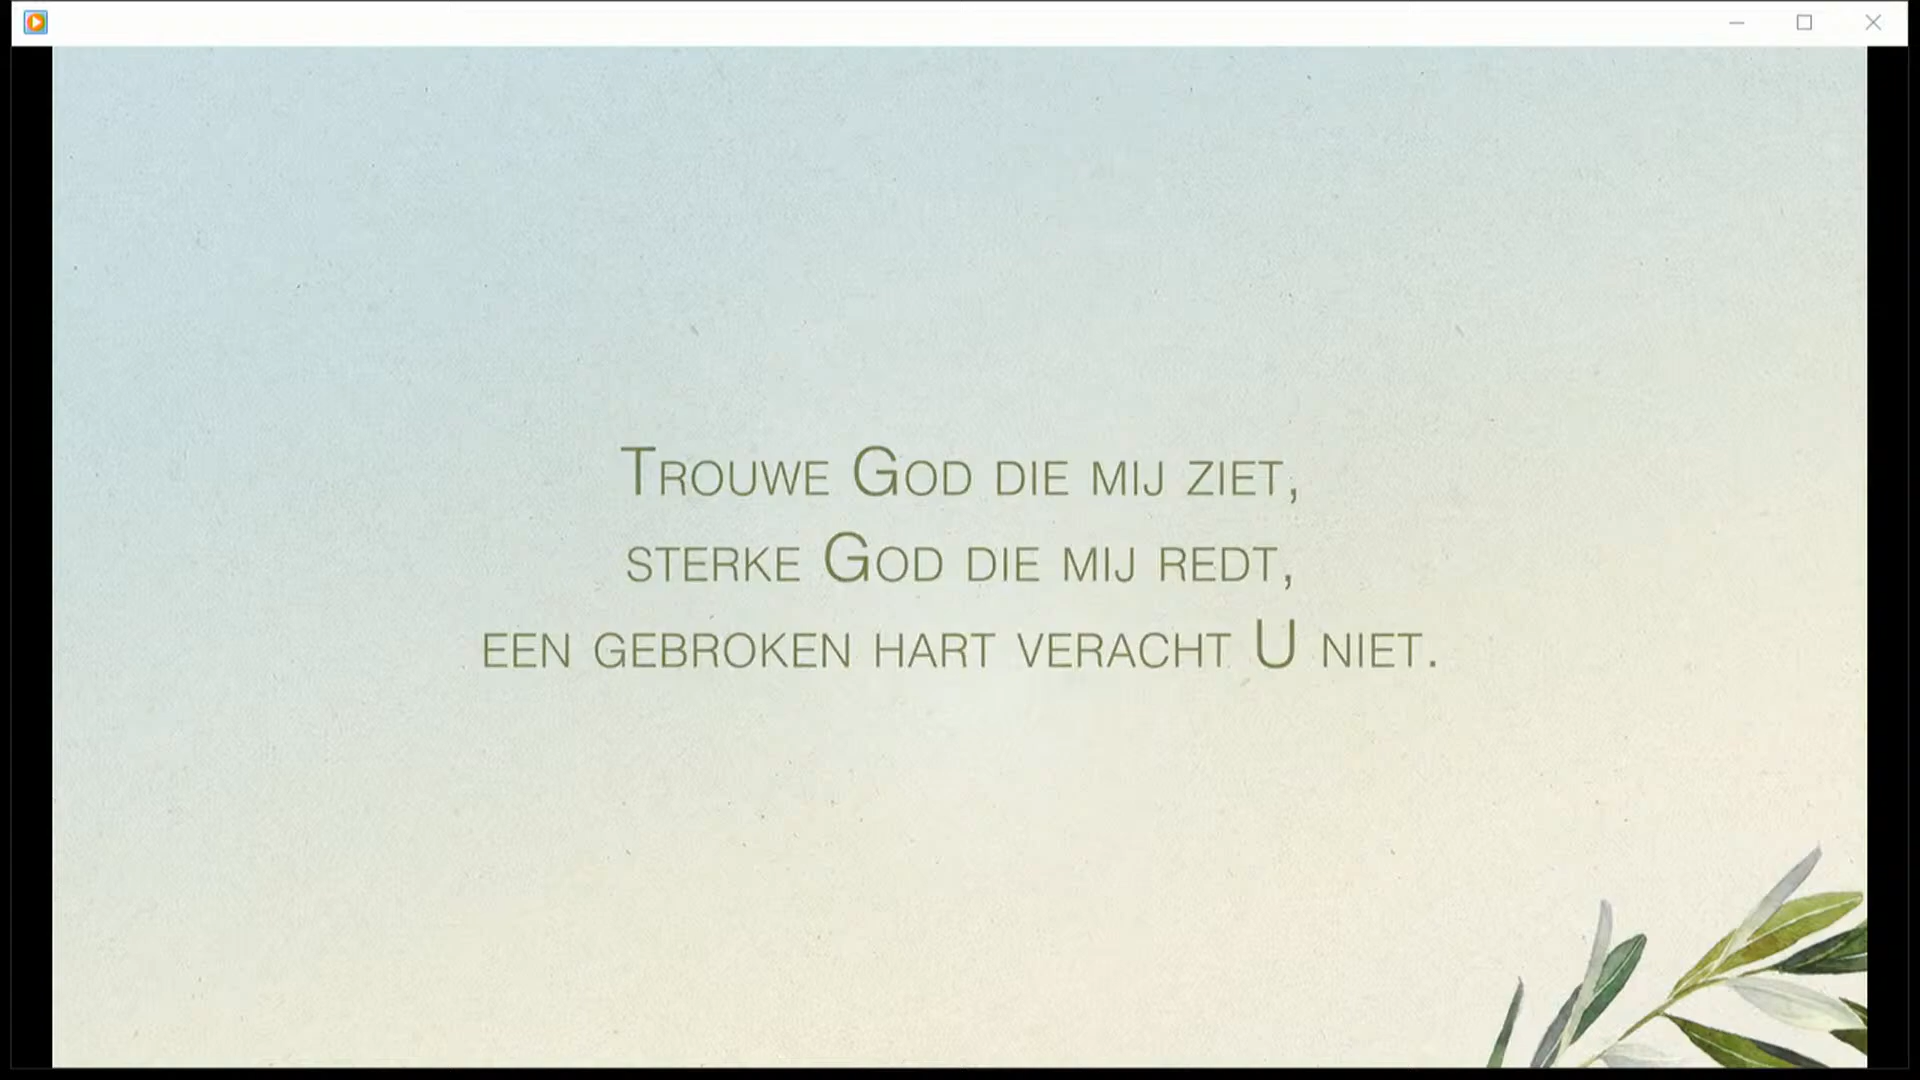 Trouwe God die mij ziet,
sterke God die mij redt,
een gebroken hart veracht U niet.